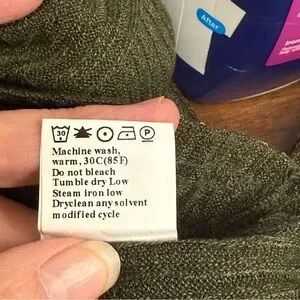 After
Iron
30 P
Machine wash,
warm, 30C(85F)
Do not bleach
Tumble dry Low
Steam iron low
Dryclean any solvent
modified cycle